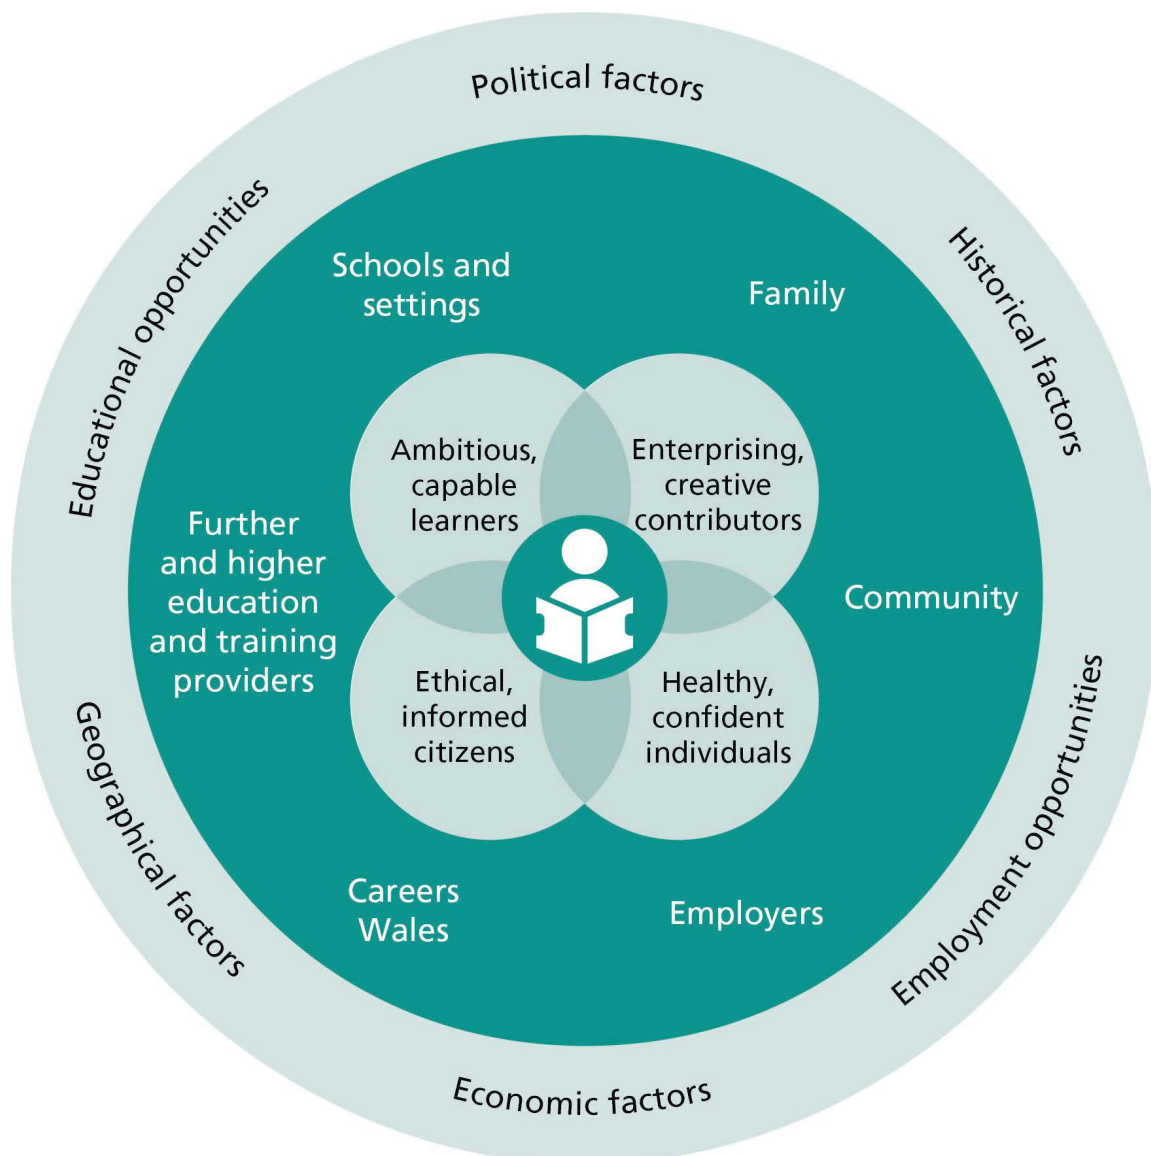 Political factors
Historical factors
Employment opportunities
Economic factors
Geographical factors
Educational opportunities
Schools and
settings
Family
Community
Employers
Careers
Wales
Further
and higher
education
and training
providers
Ambitious,
capable
learners
Enterprising,
creative
contributors
Ethical,
informed
citizens
Healthy,
confident
individuals